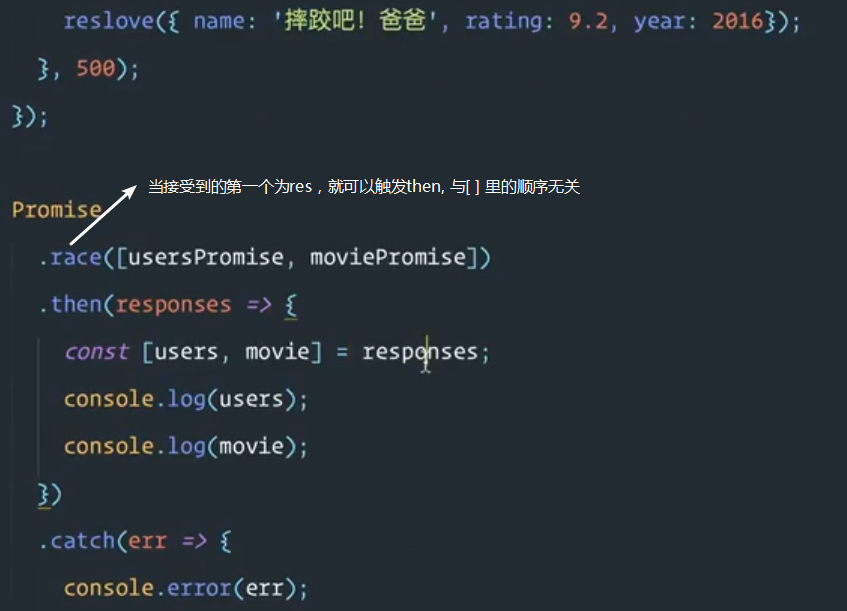 reslove({ name: '摔跤吧! 爸爸', rating: 9.2, year: 2016});
}, 500);
});
当接受到的第一个为res，就可以触发then, 与[ ] 里的顺序无关
Promise
.race([usersPromise, moviePromise])
.then(responses => {
const [users, movie] = responses;
console.log(users);
console.log(movie);
})
.catch(err => {
console.error(err);